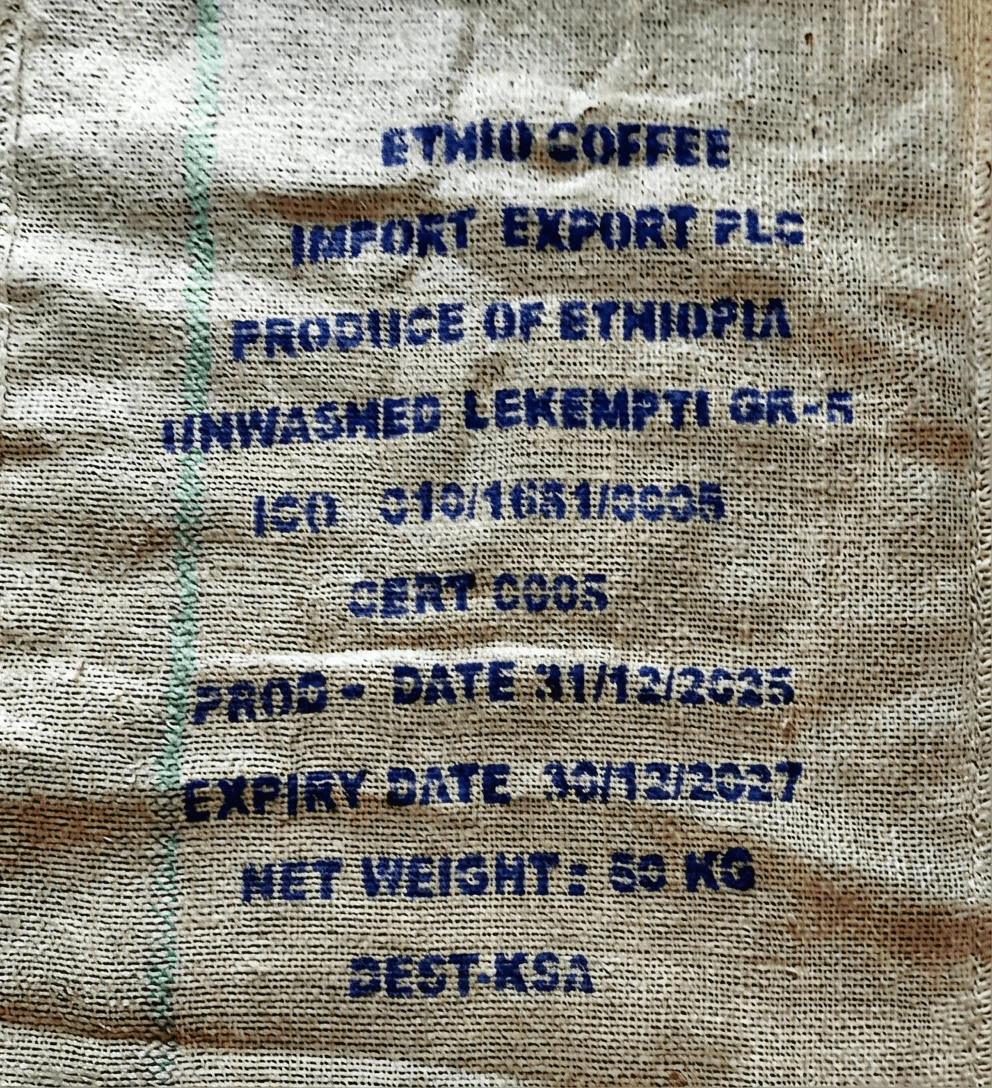 ETHIO COFFEE
IMPORT EXPORT PLC
PRODUCE OF ETHIOPIA
UNWASHED LEKEMPTI GR-5
ICO 010/1651/0005
CERT 0005
PROD - DATE 31/12/2025
EXPIRY DATE 30/12/2027
NET WEIGHT: 60 KG
DEST-KSA